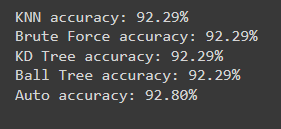 KNN accuracy: 92.29%
Brute Force accuracy: 92.29%
KD Tree accuracy: 92.29%
Ball Tree accuracy: 92.29%
Auto accuracy: 92.80%